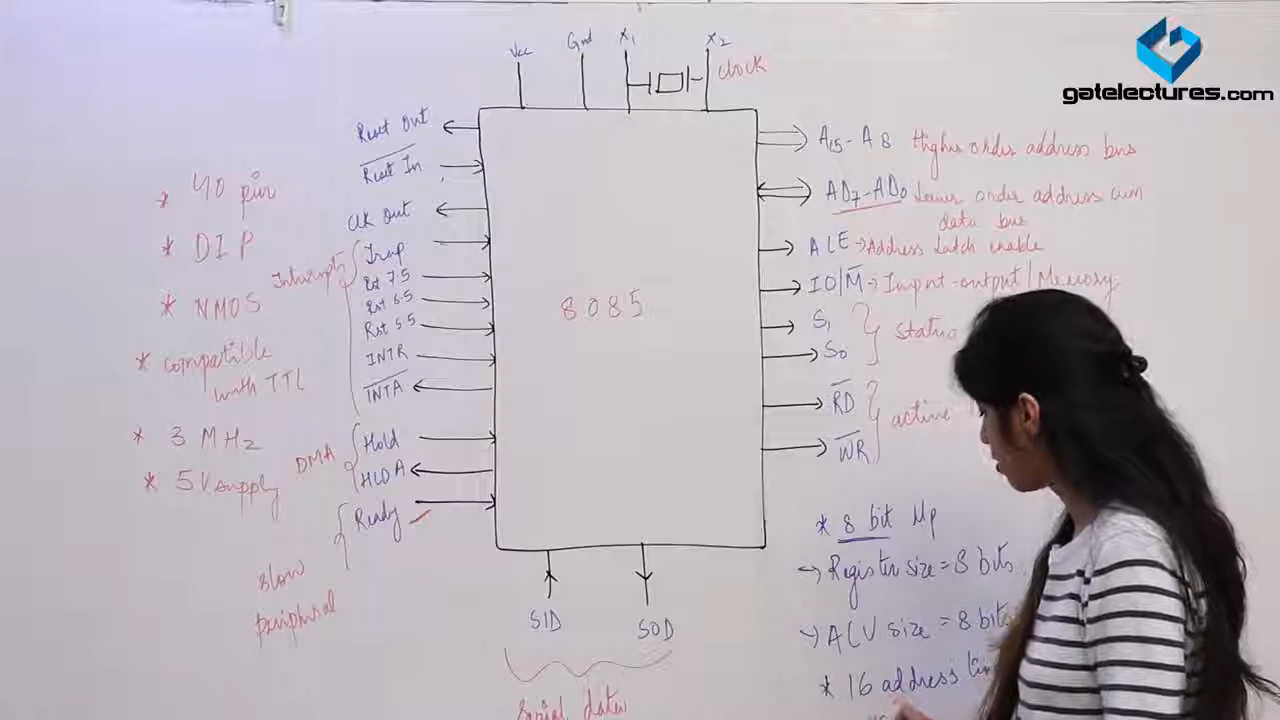 gatelectures.com
Vcc
Gnd
X1
X2
clock
Reset Out
Reset In
Clk Out
Interrupts
Trap
Rst 7.5
Rst 6.5
Rst 5.5
INTR
INTA
DMA
Hold
HLDA
Ready
slow
peripheral
* 40 pin
* DIP
* NMOS
* compatible
with TTL
* 3 MHz
* 5V supply
8085
A15 - A8 Higher order address bus
AD7-AD0 Lower order address cum
data bus
ALE → Address Latch enable
IO/M → Input-output/Memory
S1
S0
status
RD
WR
active
SID
SOD
Serial data
* 8 bit Mp
→ Register size = 8 bits
→ ALU size = 8 bits
* 16 address